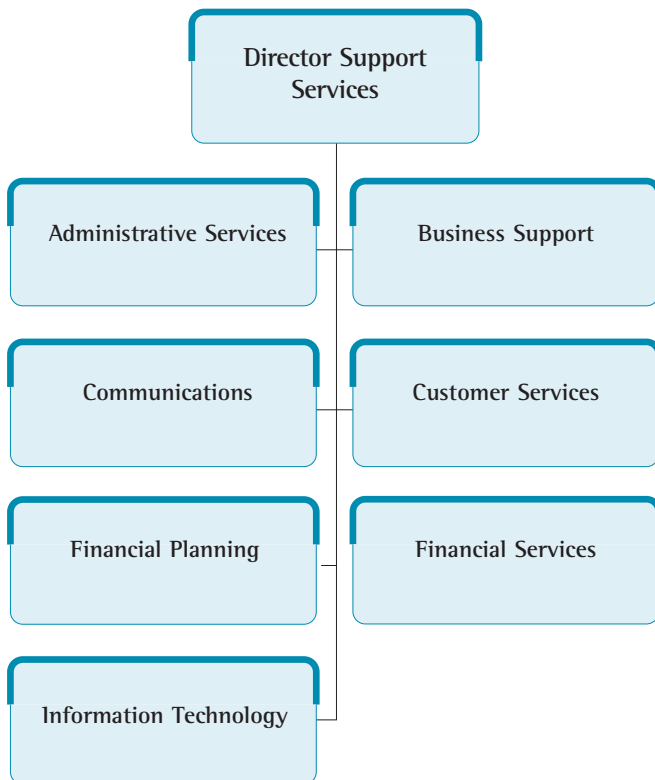 Director Support
Services
Administrative Services
Business Support
Communications
Customer Services
Financial Planning
Financial Services
Information Technology